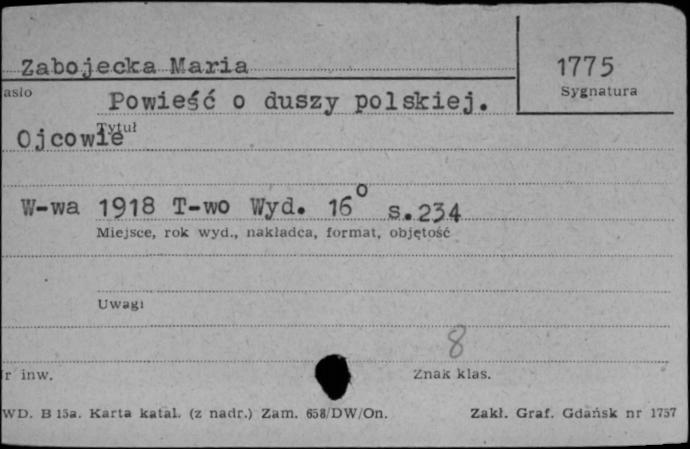 Zabojecka Maria
1775
asło
Sygnatura
Powieść o duszy polskiej.
Tytuł
Ojcowie
W-wa 1918 T-wo Wyd. 16° s.234
Miejsce, rok wyd., nakładca, format, objętość
Uwagi
8
r inw.
Znak klas.
WD. B 15a. Karta katal. (z nadr.) Zam. 658/DW/On.
Zakł. Graf. Gdańsk nr 1757